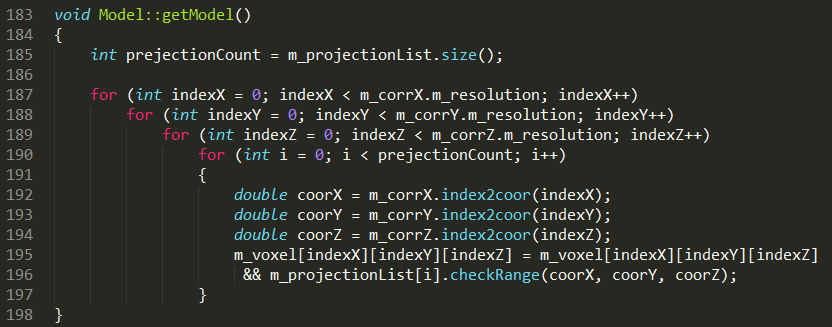 183 void Model::getModel()
184 {
185     int prejectionCount = m_projectionList.size();
186
187     for (int indexX = 0; indexX < m_corrX.m_resolution; indexX++)
188         for (int indexY = 0; indexY < m_corrY.m_resolution; indexY++)
189             for (int indexZ = 0; indexZ < m_corrZ.m_resolution; indexZ++)
190                 for (int i = 0; i < prejectionCount; i++)
191                 {
192                     double coorX = m_corrX.index2coor(indexX);
193                     double coorY = m_corrY.index2coor(indexY);
194                     double coorZ = m_corrZ.index2coor(indexZ);
195                     m_voxel[indexX][indexY][indexZ] = m_voxel[indexX][indexY][indexZ]
196                      && m_projectionList[i].checkRange(coorX, coorY, coorZ);
197                 }
198 }